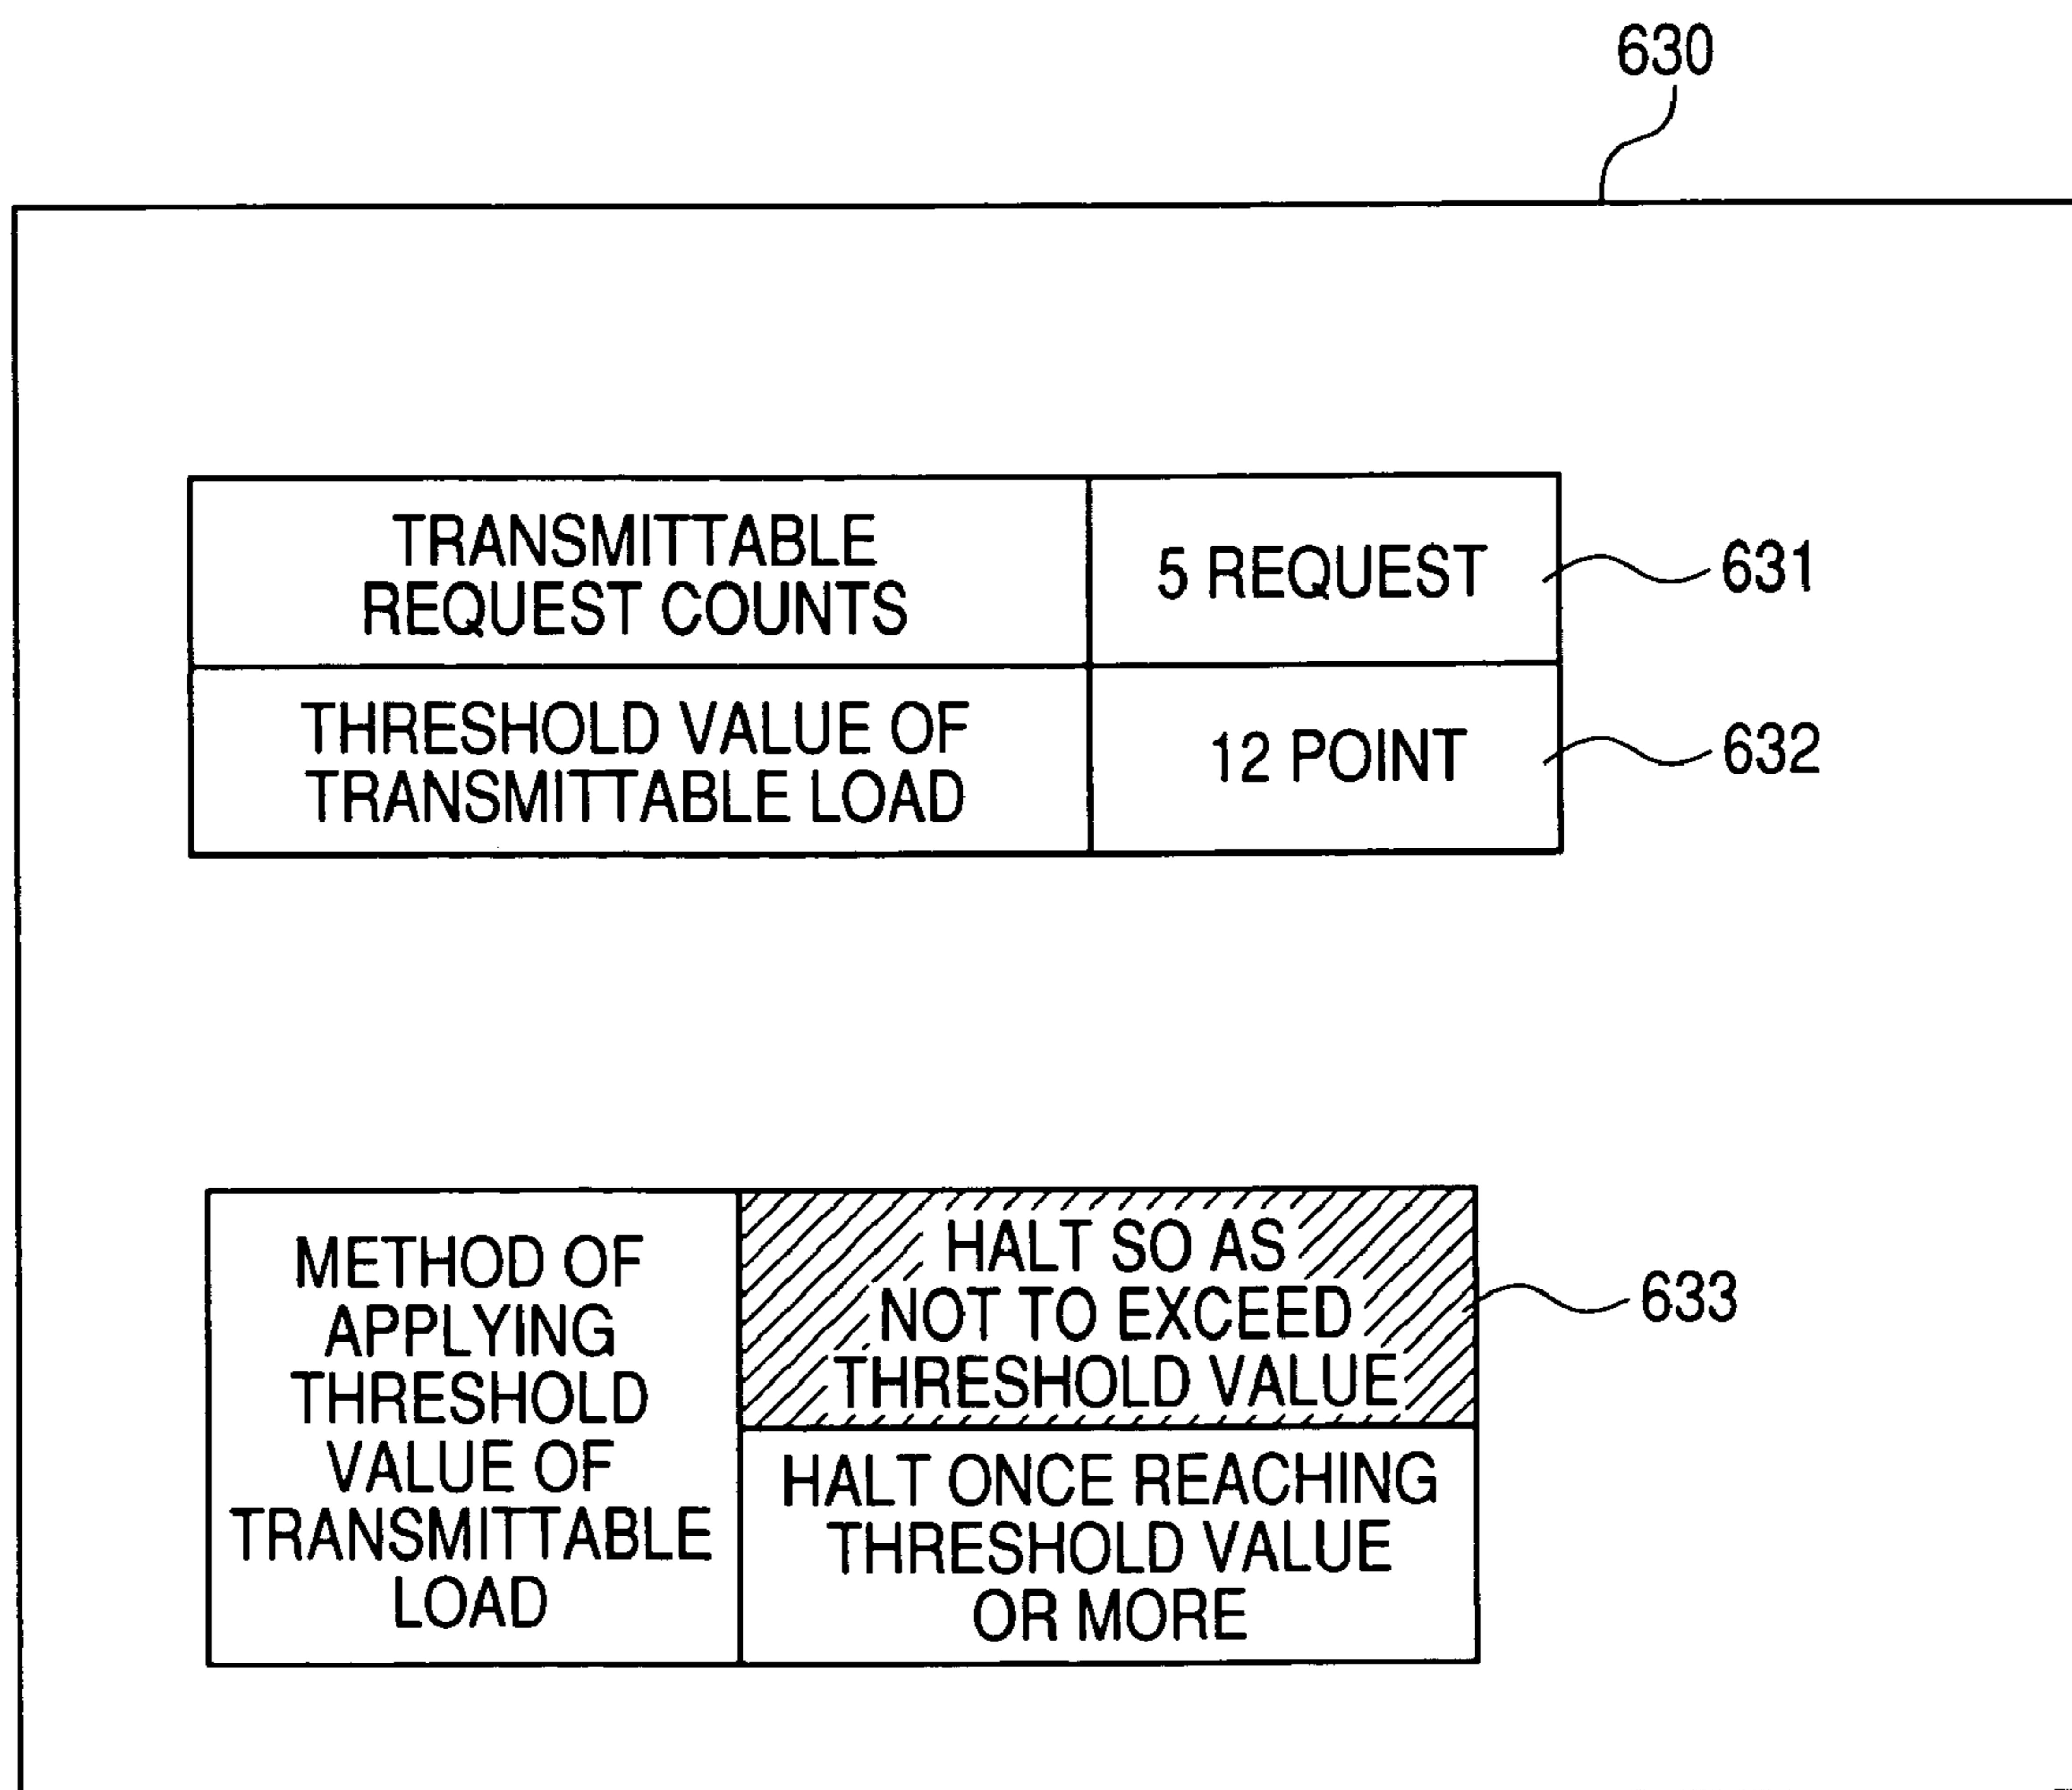 630
TRANSMITTABLE
REQUEST COUNTS
5 REQUEST
631
THRESHOLD VALUE OF
TRANSMITTABLE LOAD
12 POINT
632
METHOD OF
APPLYING
THRESHOLD
VALUE OF
TRANSMITTABLE
LOAD
HALT SO AS
NOT TO EXCEED
THRESHOLD VALUE
633
HALT ONCE REACHING
THRESHOLD VALUE
OR MORE